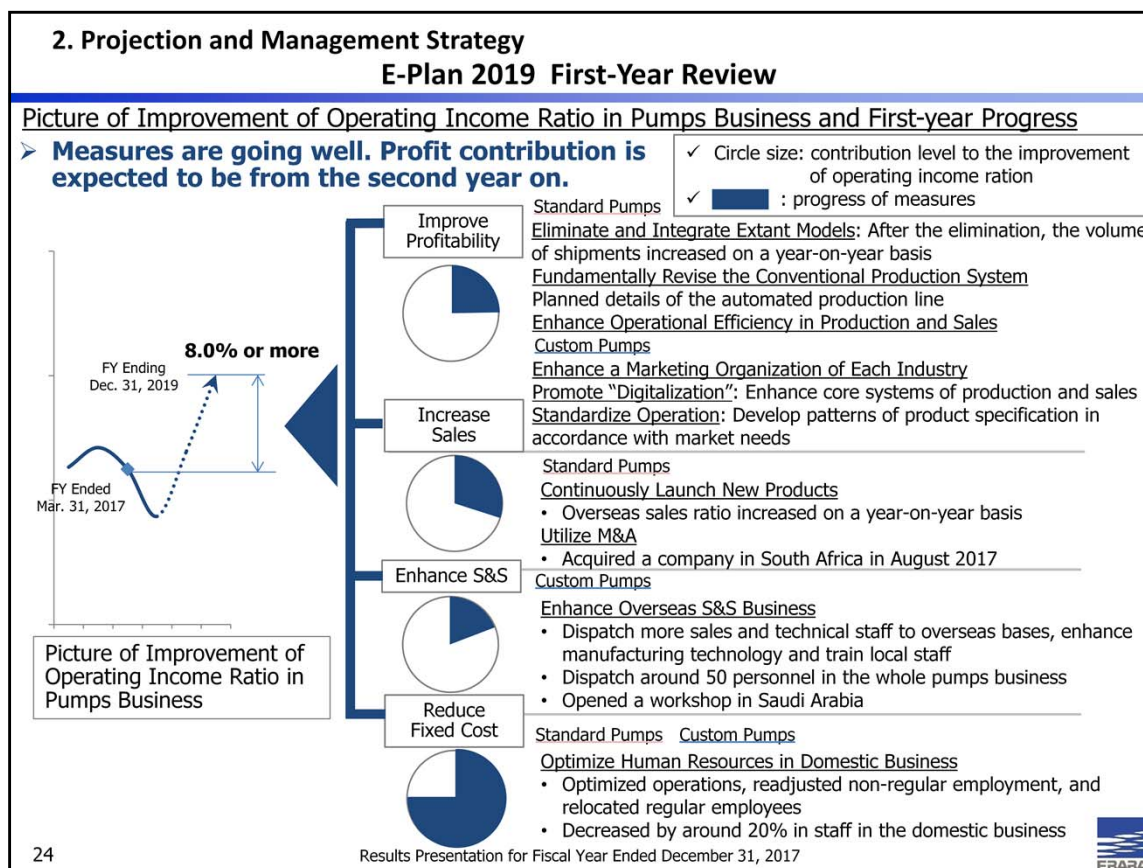 2. Projection and Management Strategy
E-Plan 2019 First-Year Review
Picture of Improvement of Operating Income Ratio in Pumps Business and First-year Progress
➢ Measures are going well. Profit contribution is
expected to be from the second year on.
✓ Circle size: contribution level to the improvement
of operating income ration
✓ : progress of measures
8.0% or more
FY Ending
Dec. 31, 2019
FY Ended
Mar. 31, 2017
Picture of Improvement of
Operating Income Ratio in
Pumps Business
Improve
Profitability
Standard Pumps
Eliminate and Integrate Extant Models: After the elimination, the volume
of shipments increased on a year-on-year basis
Fundamentally Revise the Conventional Production System
Planned details of the automated production line
Enhance Operational Efficiency in Production and Sales
Custom Pumps
Enhance a Marketing Organization of Each Industry
Promote “Digitalization”: Enhance core systems of production and sales
Standardize Operation: Develop patterns of product specification in
accordance with market needs
Increase
Sales
Standard Pumps
Continuously Launch New Products
• Overseas sales ratio increased on a year-on-year basis
Utilize M&A
• Acquired a company in South Africa in August 2017
Enhance S&S
Custom Pumps
Enhance Overseas S&S Business
• Dispatch more sales and technical staff to overseas bases, enhance
manufacturing technology and train local staff
• Dispatch around 50 personnel in the whole pumps business
• Opened a workshop in Saudi Arabia
Reduce
Fixed Cost
Standard Pumps Custom Pumps
Optimize Human Resources in Domestic Business
• Optimized operations, readjusted non-regular employment, and
relocated regular employees
• Decreased by around 20% in staff in the domestic business
24
Results Presentation for Fiscal Year Ended December 31, 2017
EBARA